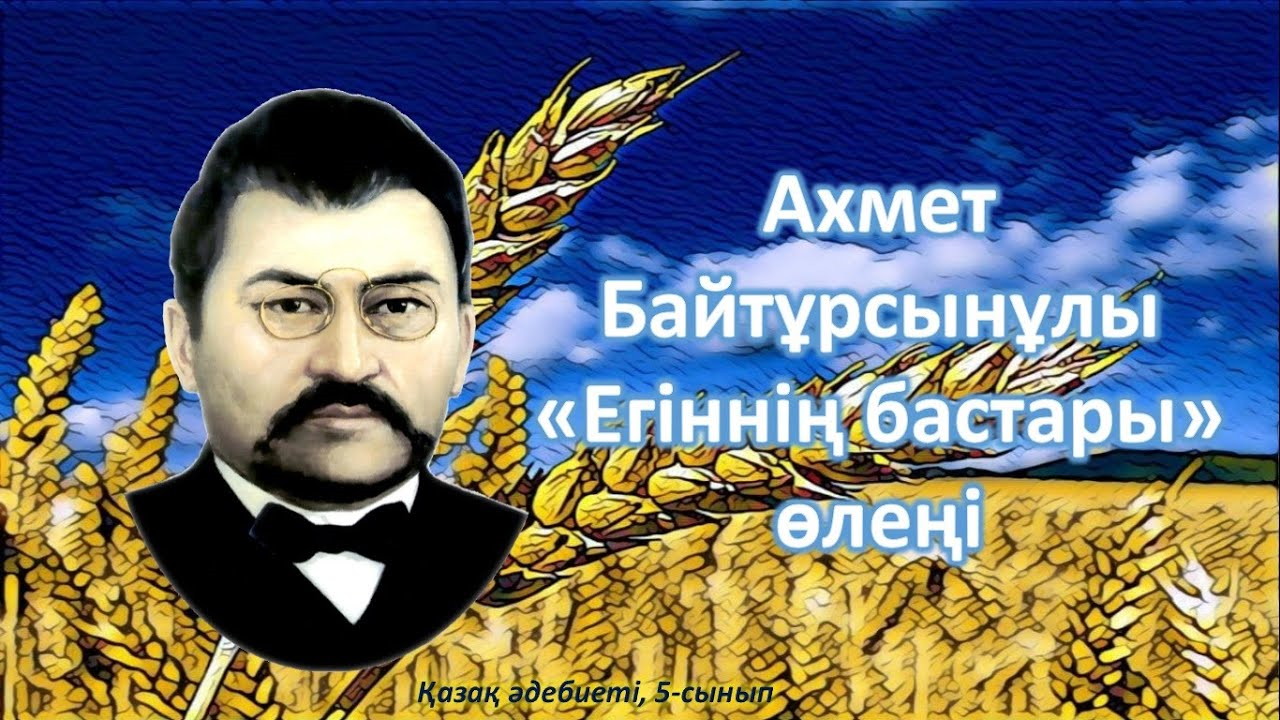 Ахмет
Байтұрсынұлы
«Егіннің бастары»
өлеңі
Қазақ әдебиеті, 5-сынып